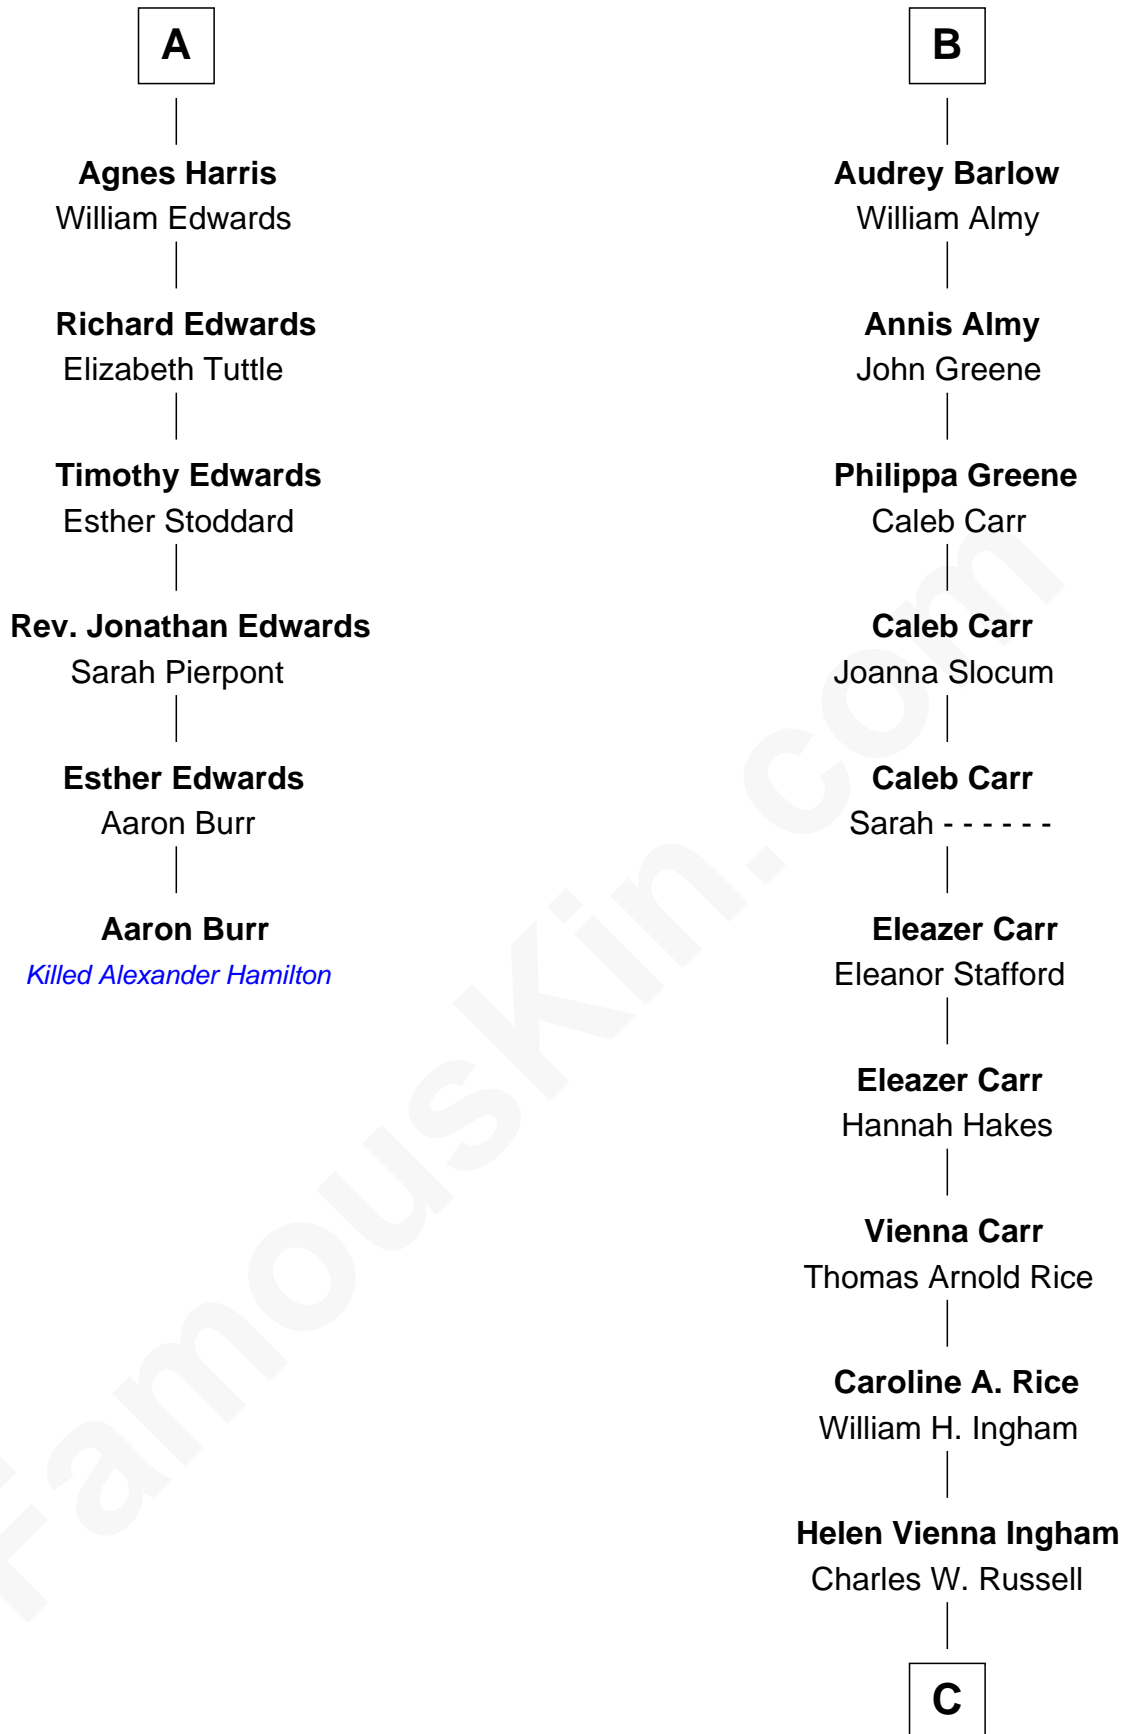 A
Agnes Harris
William Edwards
Richard Edwards
Elizabeth Tuttle
Timothy Edwards
Esther Stoddard
Rev. Jonathan Edwards
Sarah Pierpont
Esther Edwards
Aaron Burr
Aaron Burr
Killed Alexander Hamilton
B
Audrey Barlow
William Almy
Annis Almy
John Greene
Philippa Greene
Caleb Carr
Caleb Carr
Joanna Slocum
Caleb Carr
Sarah - - - - - -
Eleazer Carr
Eleanor Stafford
Eleazer Carr
Hannah Hakes
Vienna Carr
Thomas Arnold Rice
Caroline A. Rice
William H. Ingham
Helen Vienna Ingham
Charles W. Russell
C
FamousKin.com